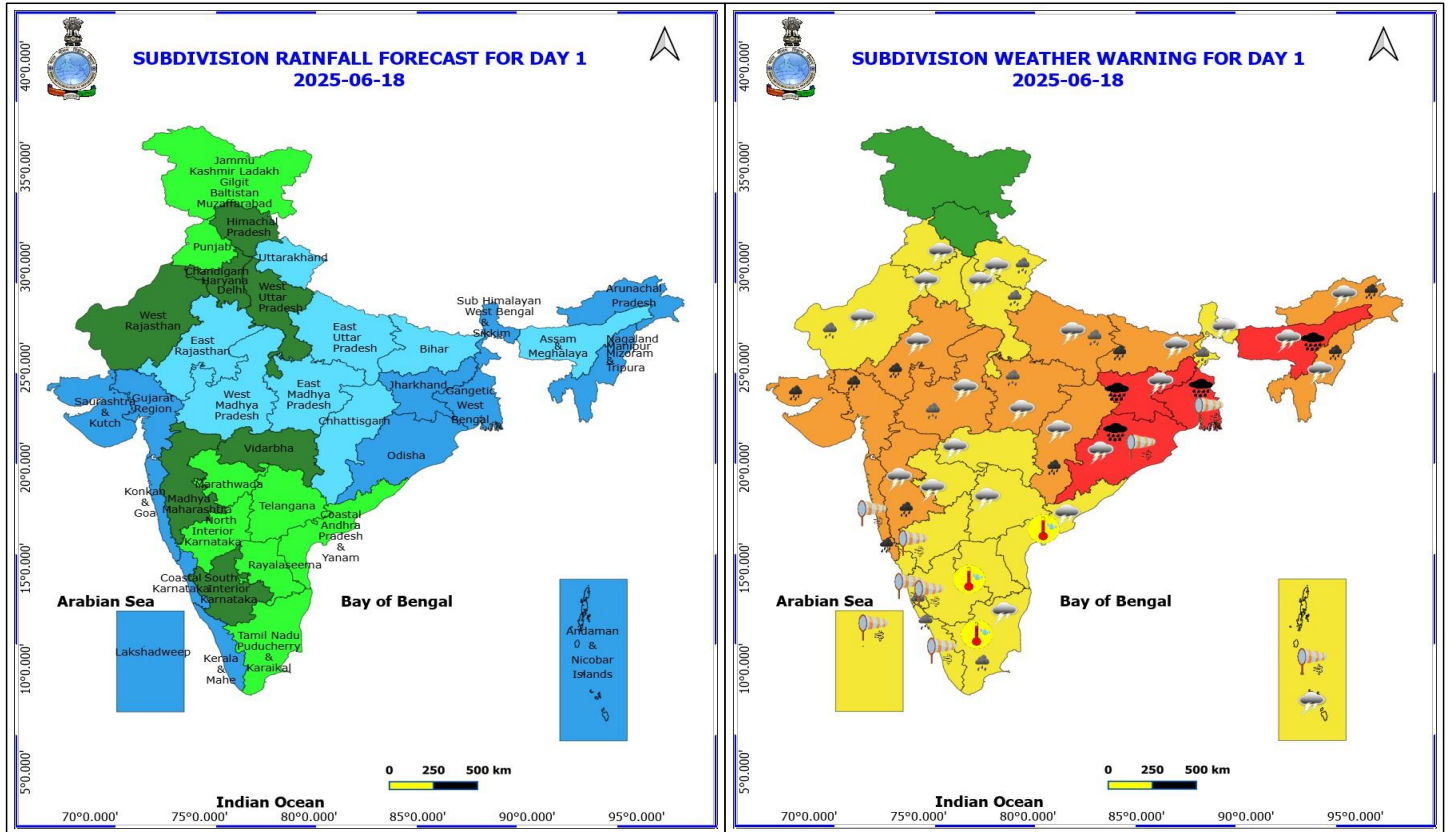 SUBDIVISION RAINFALL FORECAST FOR DAY 1
2025-06-18
40°0.000'
35°0.000'
30°0.000'
25°0.000'
20°0.000'
15°0.000'
10°0.000'
5°0.000'
Jammu
Kashmir Ladakh
Gilgit
Baltistan
Muzaffarabad
Himachal
Pradesh
Punjab
Uttarakhand
Chandigarh
Haryana
Delhi
West
Uttar
Pradesh
West
Rajasthan
East
Rajasthan
East
Uttar
Pradesh
Bihar
Sub Himalayan
West Bengal
&
Sikkim
Arunachal
Pradesh
Assam
&
Meghalaya
Nagaland
Manipur
Mizoram
&
Tripura
Saurashtra
&
Kutch
Gujarat
Region
West
Madhya
Pradesh
East
Madhya
Pradesh
Jharkhand
Gangetic
West
Bengal
Chhattisgarh
Odisha
Vidarbha
Konkan
&
Goa
Madhya
Maharashtra
Marathwada
Telangana
North
Interior
Karnataka
Coastal
Andhra
Pradesh
&
Yanam
Rayalaseema
Coastal
Karnataka
South
Interior
Karnataka
Arabian Sea
Bay of Bengal
Lakshadweep
Kerala
&
Mahe
Tamil Nadu
Puducherry
&
Karaikal
Andaman
&
Nicobar
Islands
0 250 500 km
Indian Ocean
70°0.000' 75°0.000' 80°0.000' 85°0.000' 90°0.000' 95°0.000'
SUBDIVISION WEATHER WARNING FOR DAY 1
2025-06-18
40°0.000'
35°0.000'
30°0.000'
25°0.000'
20°0.000'
15°0.000'
10°0.000'
5°0.000'
Arabian Sea
Bay of Bengal
0 250 500 km
Indian Ocean
70°0.000' 75°0.000' 80°0.000' 85°0.000' 90°0.000' 95°0.000'